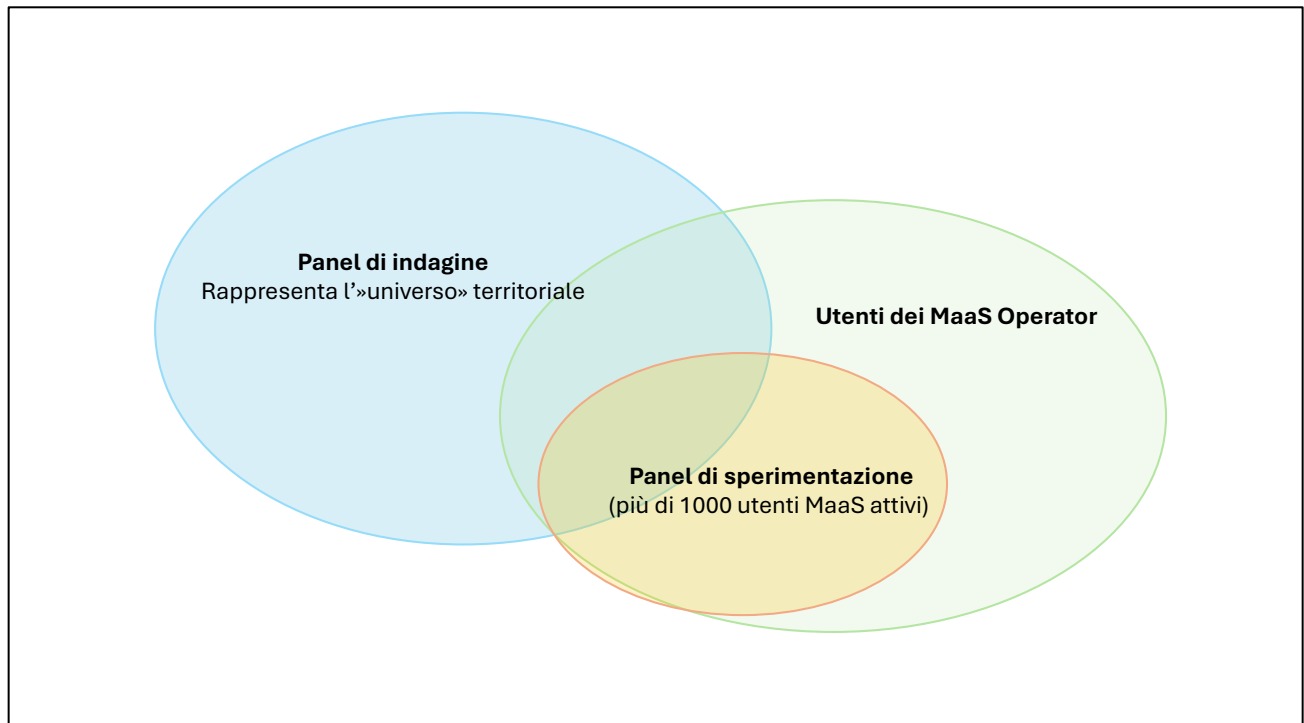 Panel di indagine
Rappresenta l'»universo» territoriale
Utenti dei MaaS Operator
Panel di sperimentazione
(più di 1000 utenti MaaS attivi)